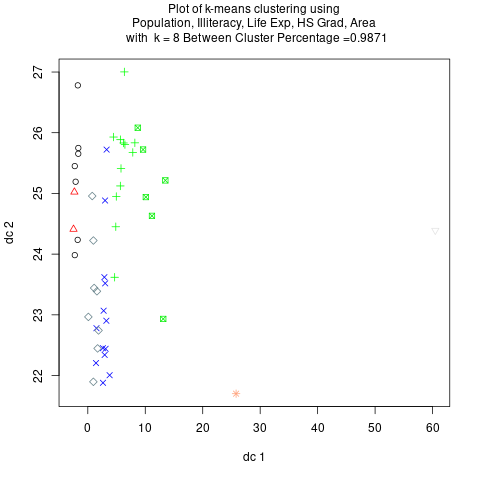 Plot of k-means clustering using
Population, Illiteracy, Life Exp, HS Grad, Area
with k = 8 Between Cluster Percentage =0.9871
27
26
25
24
23
22
dc 2
0 10 20 30 40 50 60
dc 1